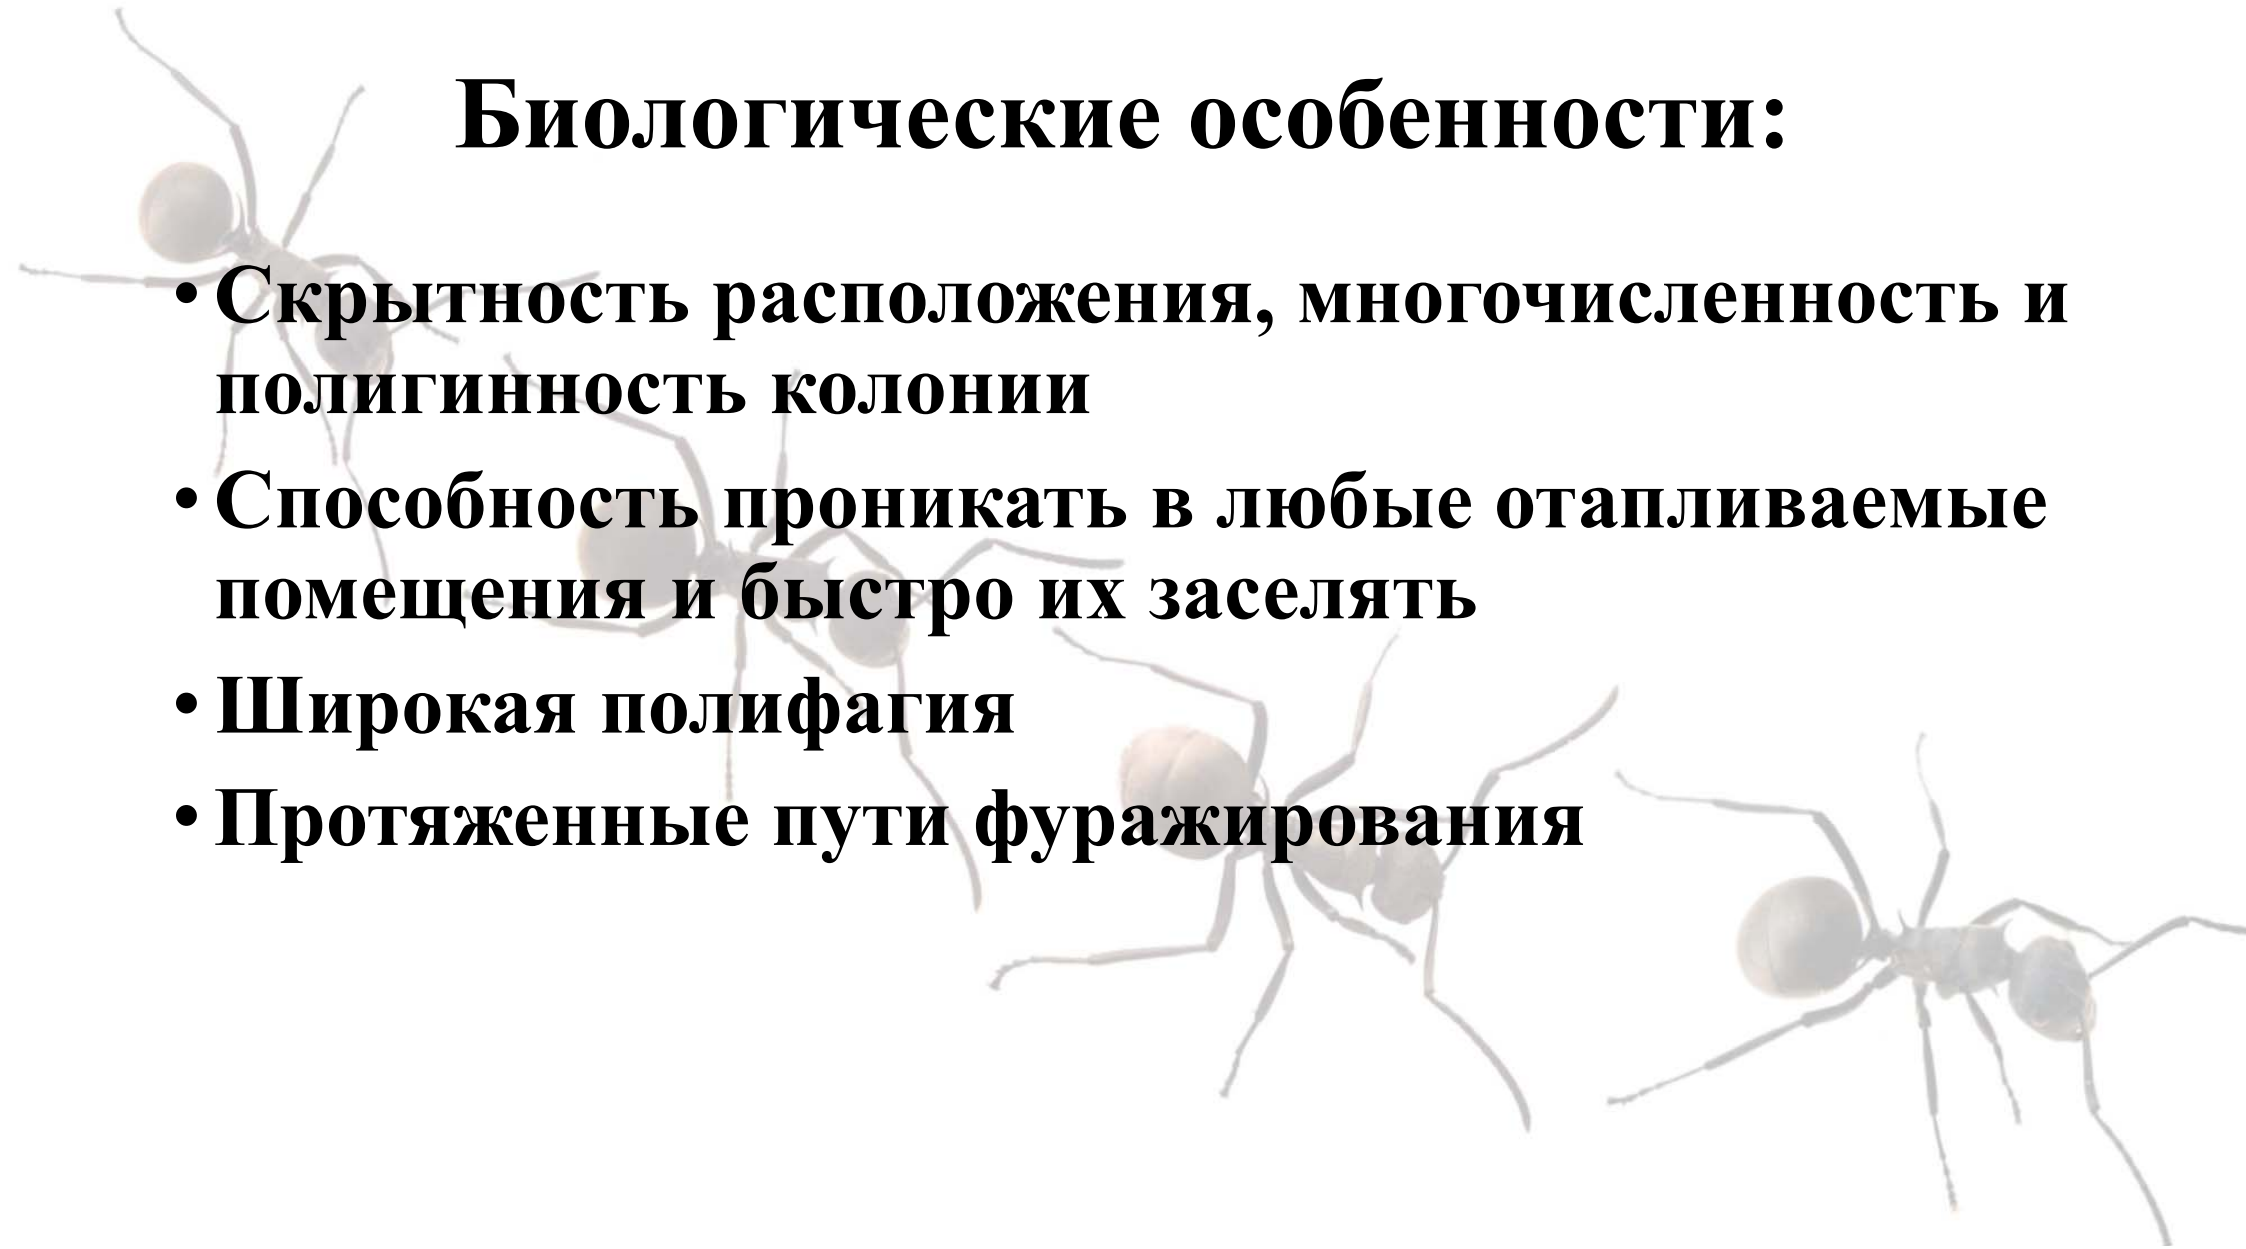 Биологические особенности:
• Скрытность расположения, многочисленность и
полигинность колонии
• Способность проникать в любые отапливаемые
помещения и быстро их заселять
• Широкая полифагия
• Протяженные пути фуражирования